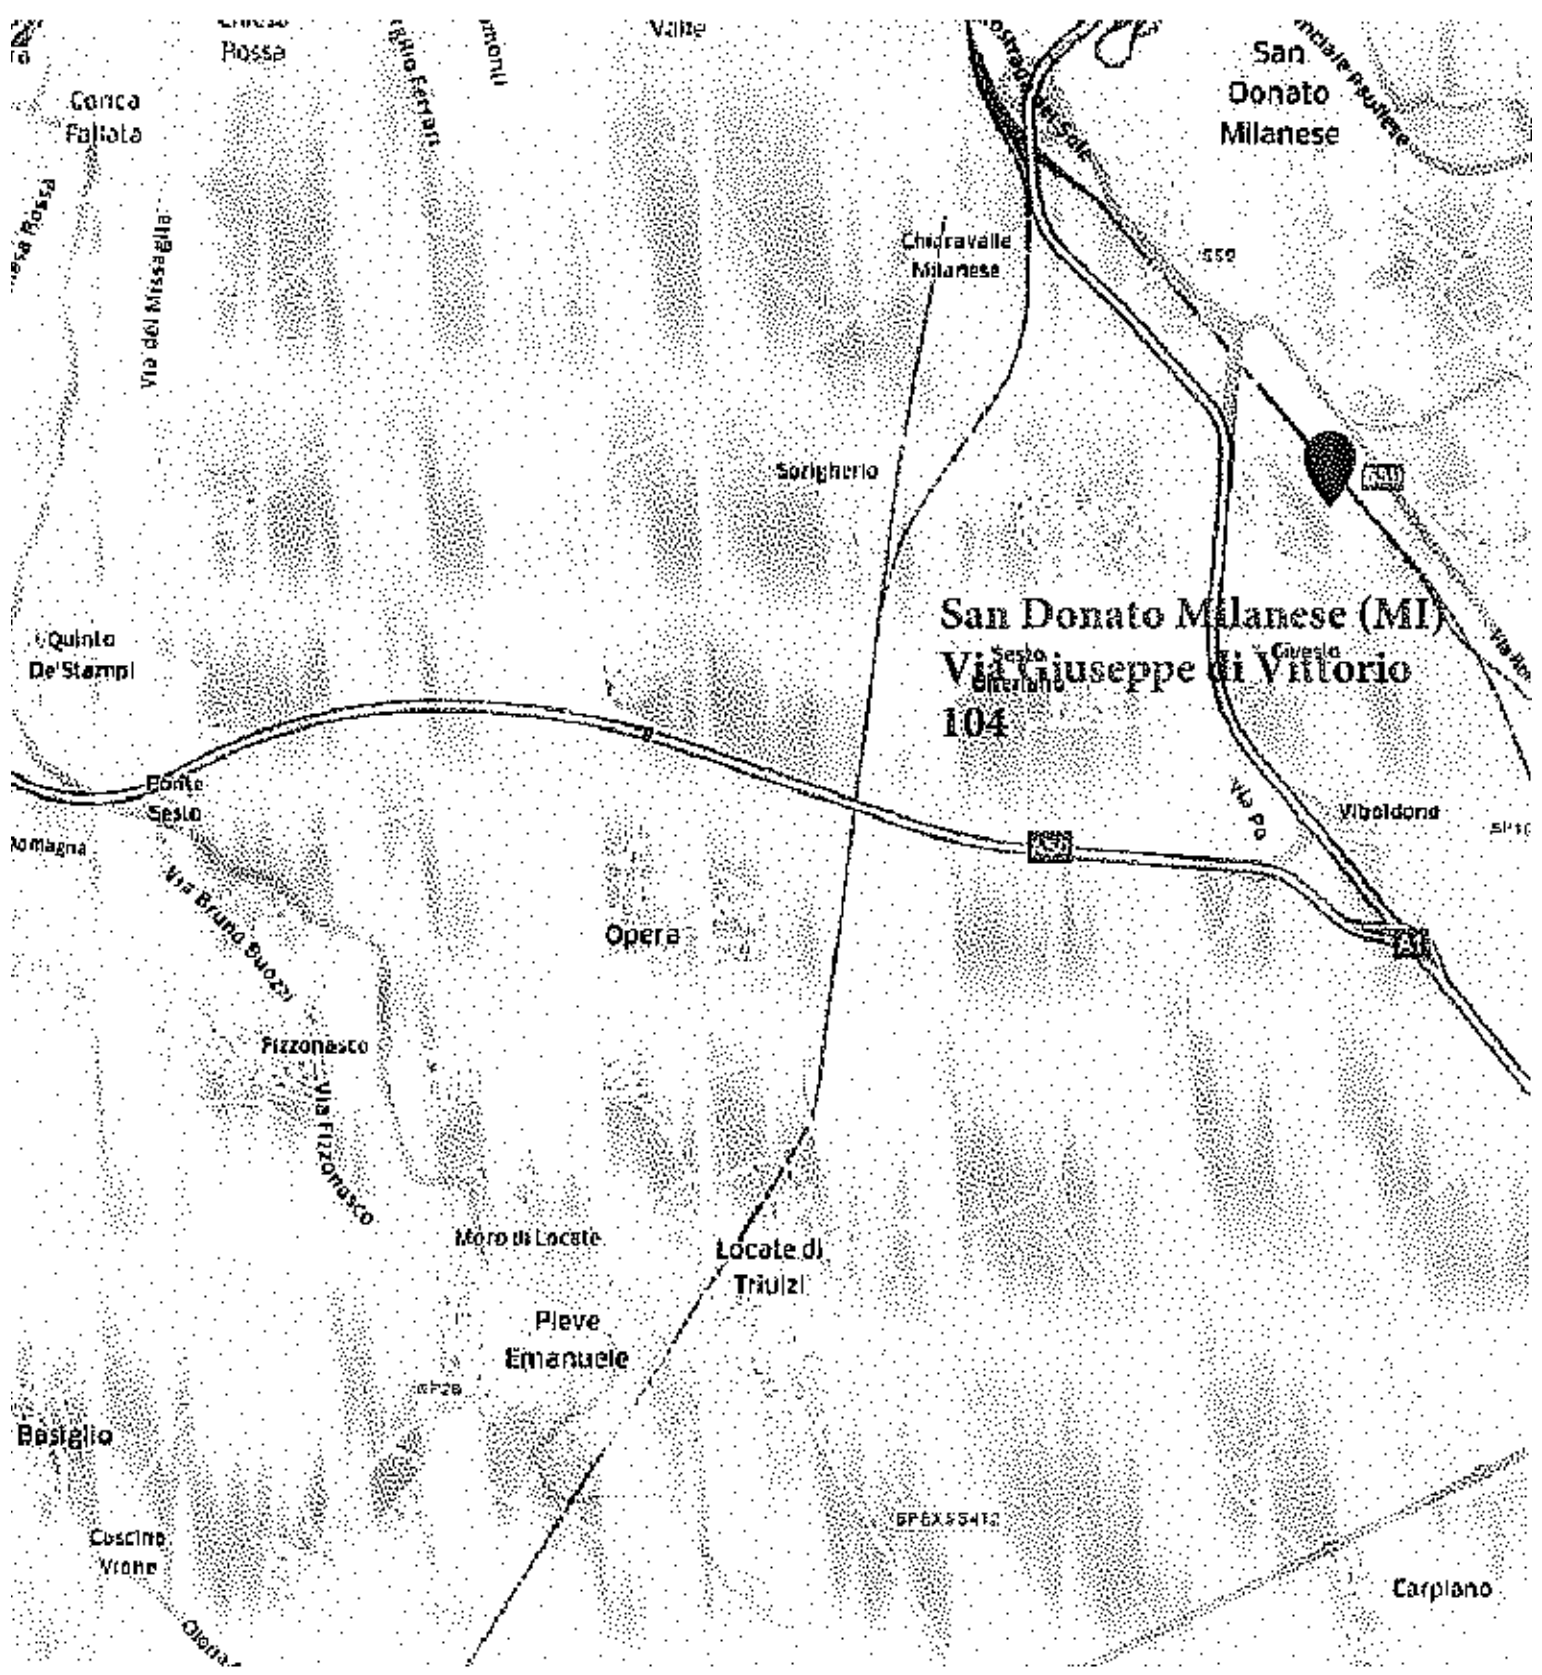 Rossa
San
Donato
Milanese
Conca
Fallata
Via dei Missaglia
Chiaravalle
Milanese
Sorigherio
San Donato Milanese (MI)
Via Giuseppe di Vittorio
104
Quinto
De'Stampi
Ponte
Sesto
Via Po
Viboldone
Via Bruno Buozzi
Opera
A1
Fizzonasco
Via Fizzonasco
Moro di Locate
Locate di
Triulzi
Pieve
Emanuele
SP28
Basiglio
Cascina
Vione
Carpiano